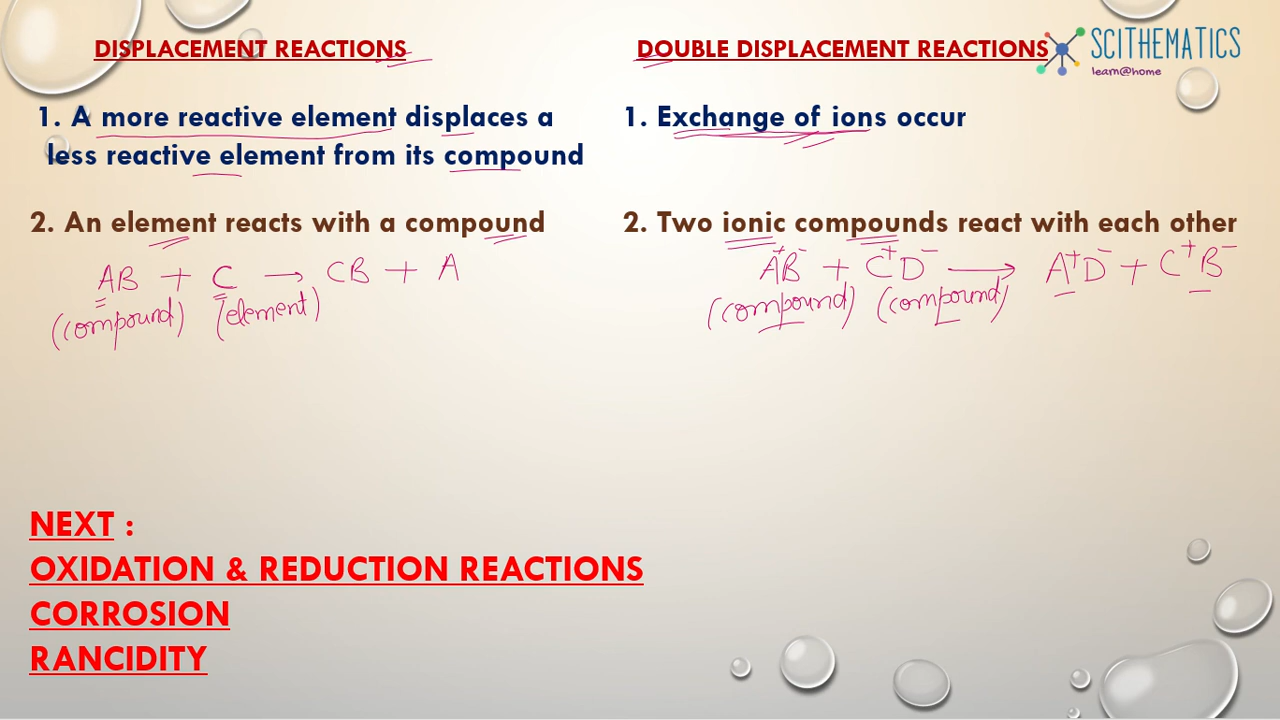 DISPLACEMENT REACTIONS
1. A more reactive element displaces a
less reactive element from its compound
2. An element reacts with a compound
AB + C → CB + A
(compound) (element)
DOUBLE DISPLACEMENT REACTIONS
SCITHEMATICS
learn@home
1. Exchange of ions occur
2. Two ionic compounds react with each other
A⁺B⁻ + C⁺D⁻ → A⁺D⁻ + C⁺B⁻
(compound) (compound)
NEXT :
OXIDATION & REDUCTION REACTIONS
CORROSION
RANCIDITY